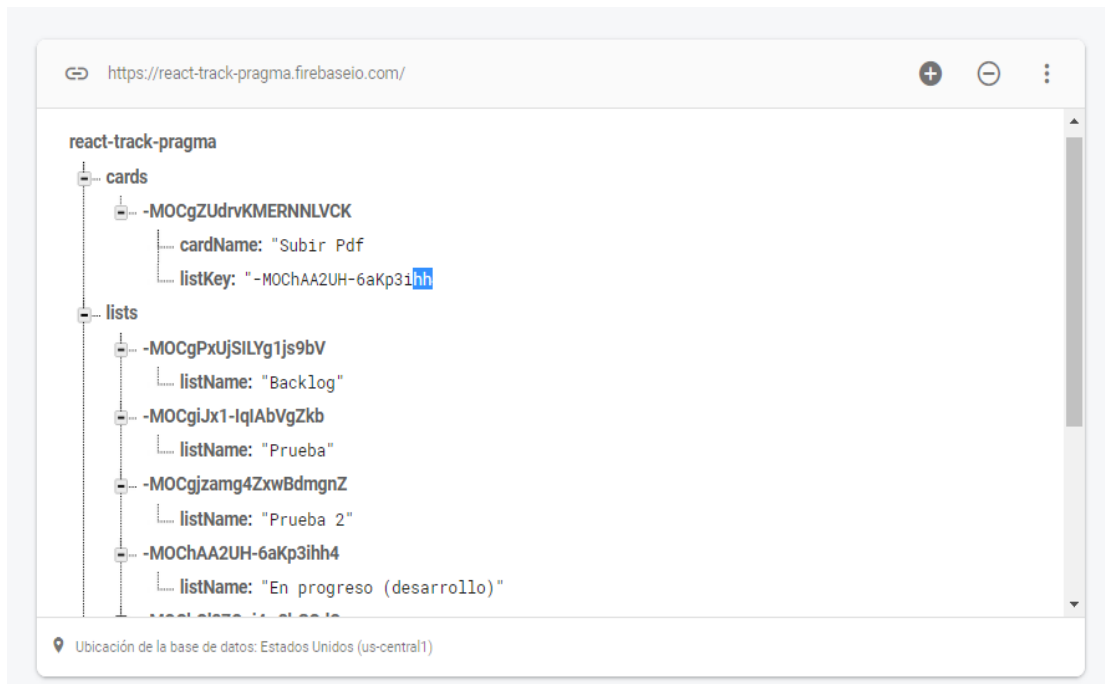 https://react-track-pragma.firebaseio.com/
react-track-pragma
cards
-MOCgZUdrvKMERNNLVCK
cardName: "Subir Pdf
listKey: "-MOChAA2UH-6aKp3ihh
lists
-MOCgPxUjSILYg1js9bV
listName: "Backlog"
-MOCgiJx1-IqIAbVgZkb
listName: "Prueba"
-MOCgjzamg4ZxwBdmgnZ
listName: "Prueba 2"
-MOChAA2UH-6aKp3ihh4
listName: "En progreso (desarrollo)"
Ubicación de la base de datos: Estados Unidos (us-central1)